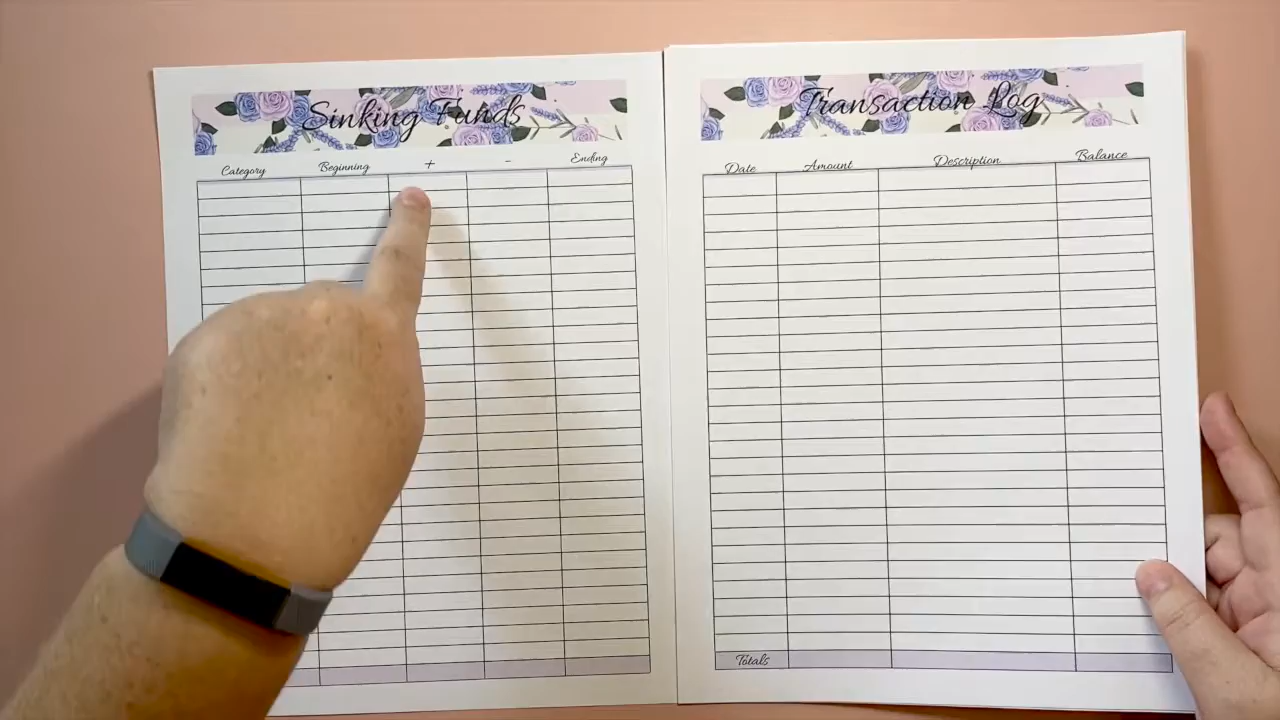 Sinking Funds
Category Beginning + - Ending
Transaction Log
Date Amount Description Balance
Totals